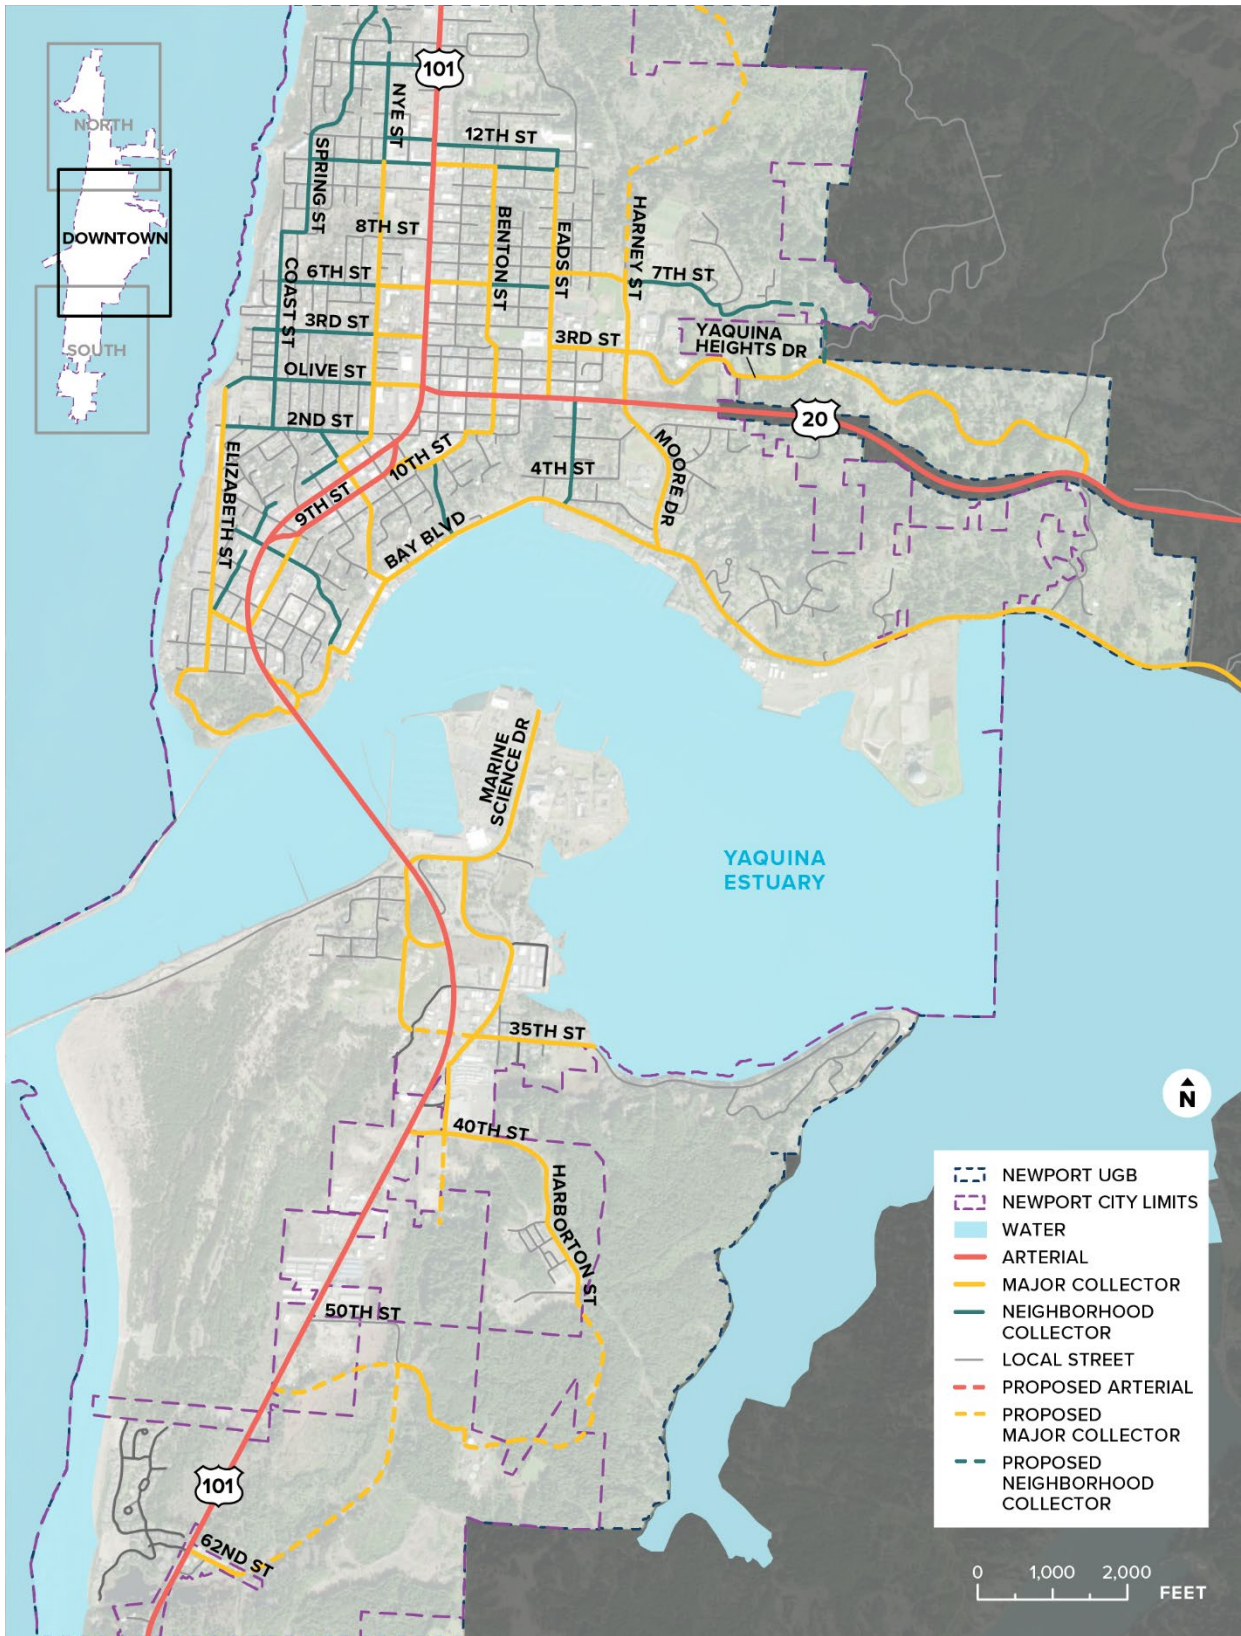 NORTH
DOWNTOWN
SOUTH
101
NYE ST
12TH ST
SPRING ST
8TH ST
BENTON ST
EADS ST
HARNEY ST
COAST ST
6TH ST
7TH ST
3RD ST
3RD ST
YAQUINA
HEIGHTS DR
OLIVE ST
2ND ST
20
ELIZABETH ST
10TH ST
9TH ST
4TH ST
MOORE DR
BAY BLVD
MARINE
SCIENCE DR
YAQUINA
ESTUARY
35TH ST
40TH ST
HARBORTON ST
50TH ST
101
62ND ST
N
NEWPORT UGB
NEWPORT CITY LIMITS
WATER
ARTERIAL
MAJOR COLLECTOR
NEIGHBORHOOD
COLLECTOR
LOCAL STREET
PROPOSED ARTERIAL
PROPOSED
MAJOR COLLECTOR
PROPOSED
NEIGHBORHOOD
COLLECTOR
0 1,000 2,000
FEET